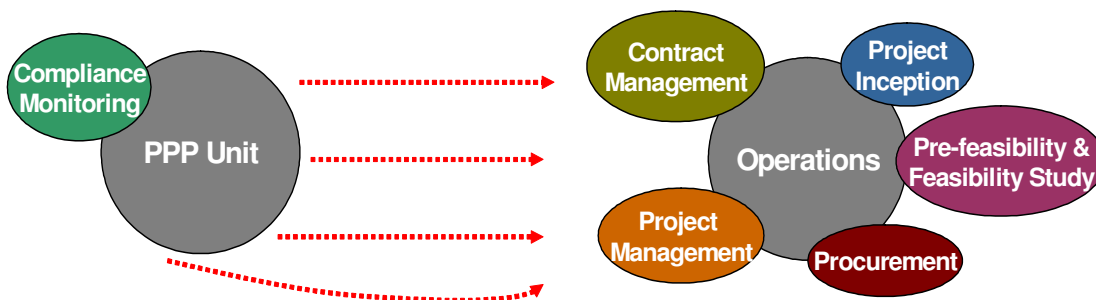 Compliance
Monitoring
PPP Unit
Contract
Management
Project
Inception
Operations
Pre-feasibility &
Feasibility Study
Project
Management
Procurement